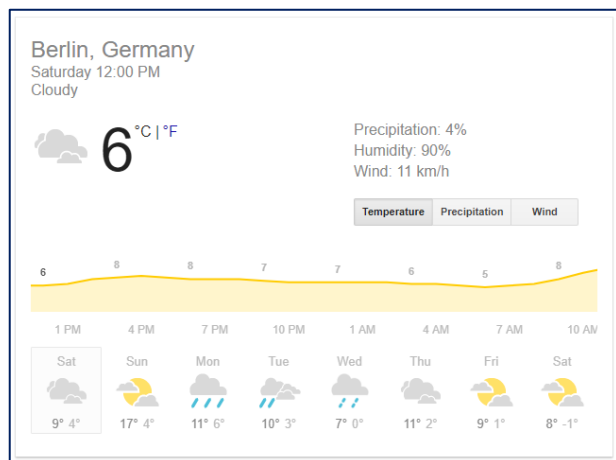 Berlin, Germany
Saturday 12:00 PM
Cloudy
6 °C | °F
Precipitation: 4%
Humidity: 90%
Wind: 11 km/h
Temperature Precipitation Wind
6 8 8 7 7 6 5 8
1 PM 4 PM 7 PM 10 PM 1 AM 4 AM 7 AM 10 AM
Sat Sun Mon Tue Wed Thu Fri Sat
9° 4° 17° 4° 11° 6° 10° 3° 7° 0° 11° 2° 9° 1° 8° -1°